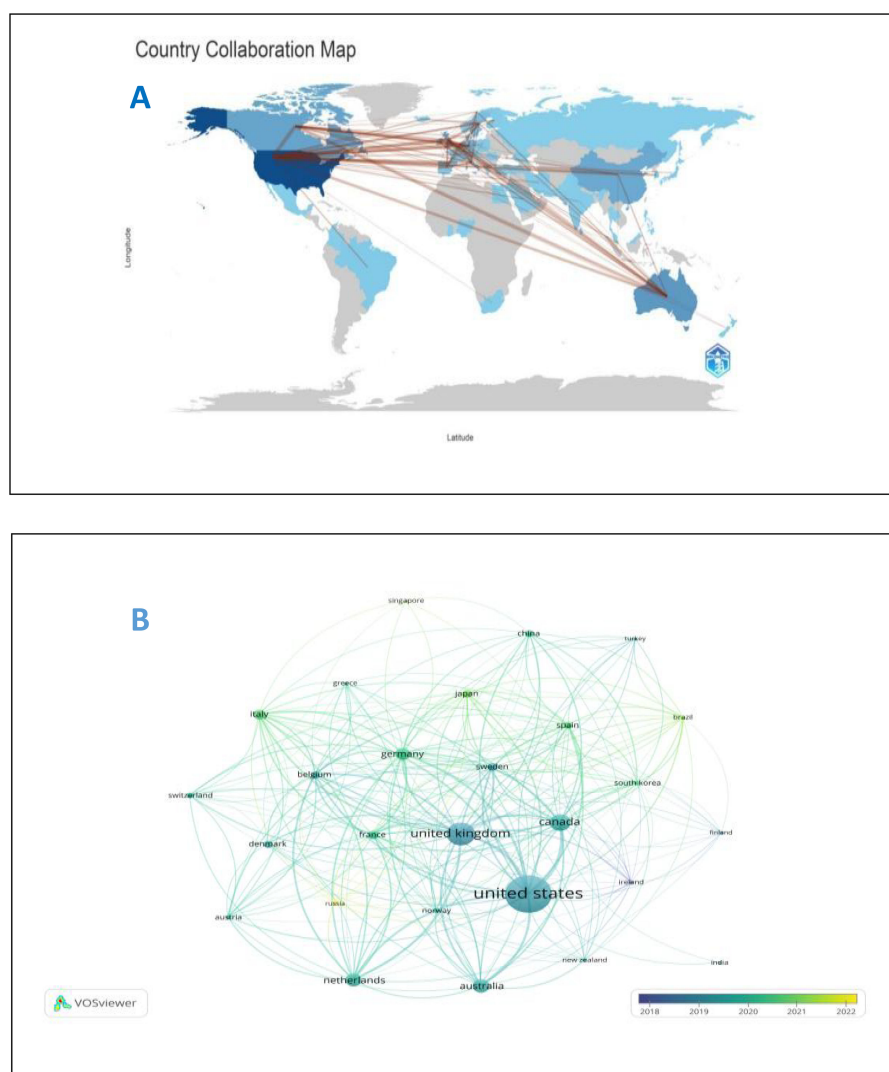 Country Collaboration Map
A
Longitude
Latitude
B
singapore
china
turkey
greece
japan
italy
brazil
spain
germany
sweden
belgium
south korea
switzerland
canada
united kingdom
finland
france
denmark
ireland
united states
russia
norway
austria
new zealand
india
netherlands
australia
VOSviewer
2018 2019 2020 2021 2022